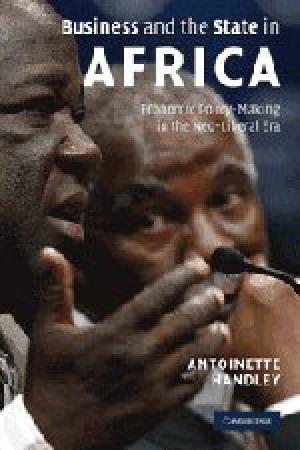 Business and the State in
AFRICA
Economic Policy-Making
in the Neo-Liberal Era
ANTOINETTE
HANDLEY
CAMBRIDGE